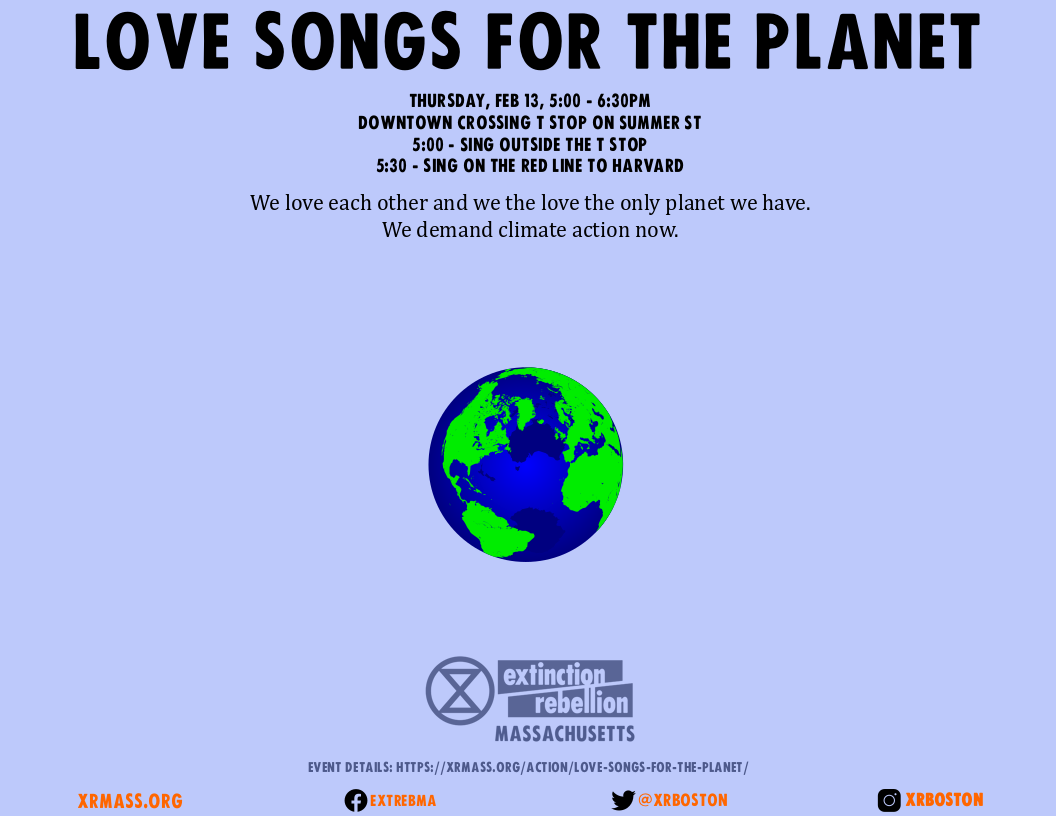 LOVE SONGS FOR THE PLANET
THURSDAY, FEB 13, 5:00 - 6:30PM
DOWNTOWN CROSSING T STOP ON SUMMER ST
5:00 - SING OUTSIDE THE T STOP
5:30 - SING ON THE RED LINE TO HARVARD
We love each other and we the love the only planet we have.
We demand climate action now.
extinction
rebellion
MASSACHUSETTS
EVENT DETAILS: HTTPS://XRMASS.ORG/ACTION/LOVE-SONGS-FOR-THE-PLANET/
XRMASS.ORG EXTREBMA @XRBOSTON XRBOSTON